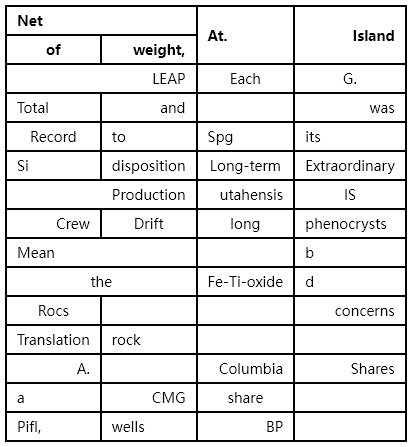 Net At. Island
of weight,
LEAP Each G.
Total and was
Record to Spg its
Si disposition Long-term Extraordinary
Production utahensis IS
Crew Drift long phenocrysts
Mean b
the Fe-Ti-oxide d
Rocs concerns
Translation rock
A. Columbia Shares
a CMG share
Pifl, wells BP